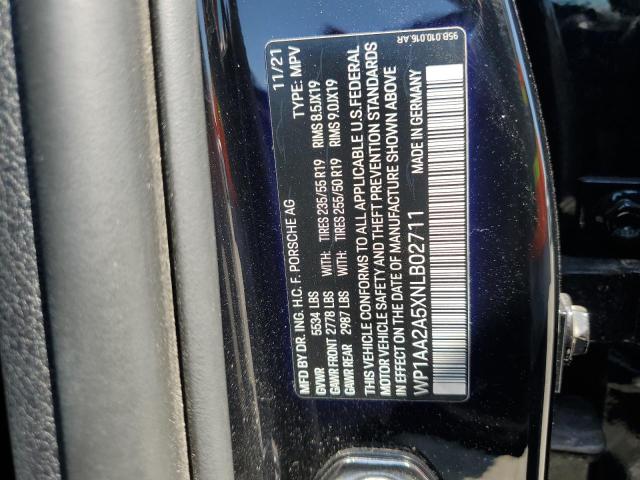 95B.010.016.AR
MFD BY DR. ING. H.C. F. PORSCHE AG 11/21
TYPE: MPV
GVWR 5534 LBS WITH: TIRES 235/55 R19 RIMS 8.5JX19
GAWR FRONT 2778 LBS WITH: TIRES 255/50 R19 RIMS 9.0JX19
GAWR REAR 2987 LBS
THIS VEHICLE CONFORMS TO ALL APPLICABLE U.S. FEDERAL
MOTOR VEHICLE SAFETY AND THEFT PREVENTION STANDARDS
IN EFFECT ON THE DATE OF MANUFACTURE SHOWN ABOVE
MADE IN GERMANY
WP1AA2A5XNLB02711